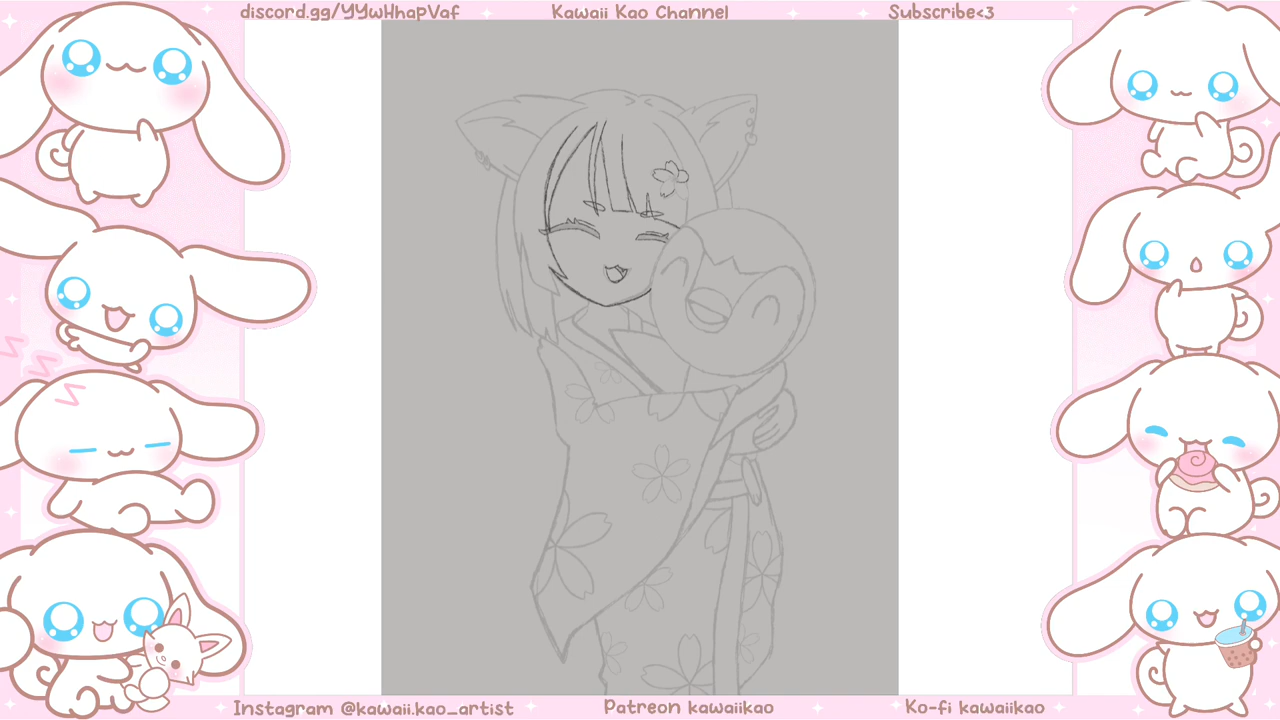 discord.gg/YYwHhapVaf Kawaii Kao Channel Subscribe<3
Instagram @kawaii.kao_artist Patreon kawaiikao Ko-fi kawaiikao